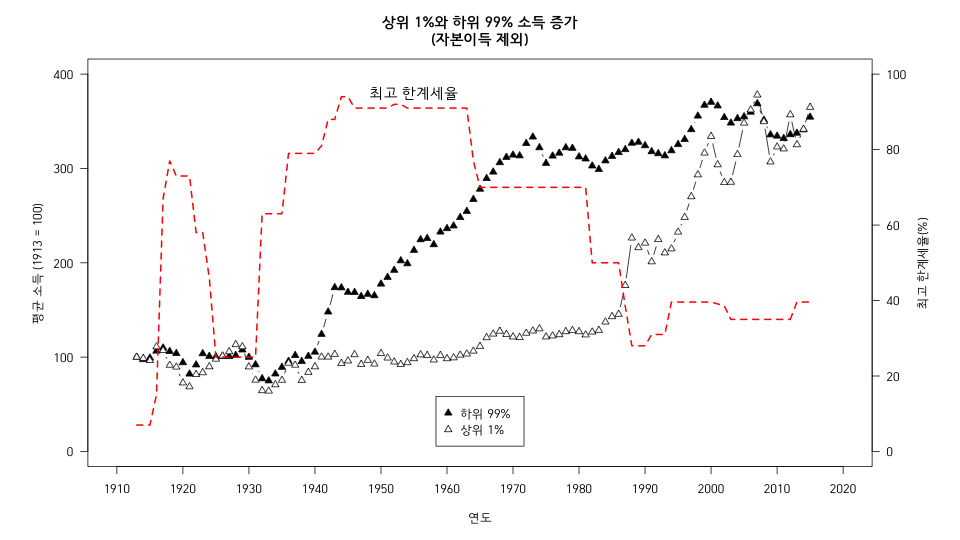 상위 1%와 하위 99% 소득 증가
(자본이득 제외)
최고 한계세율
400
300
200
100
0
평균 소득 (1913 = 100)
100
80
60
40
20
0
최고 한계세율(%)
하위 99%
상위 1%
1910 1920 1930 1940 1950 1960 1970 1980 1990 2000 2010 2020
연도